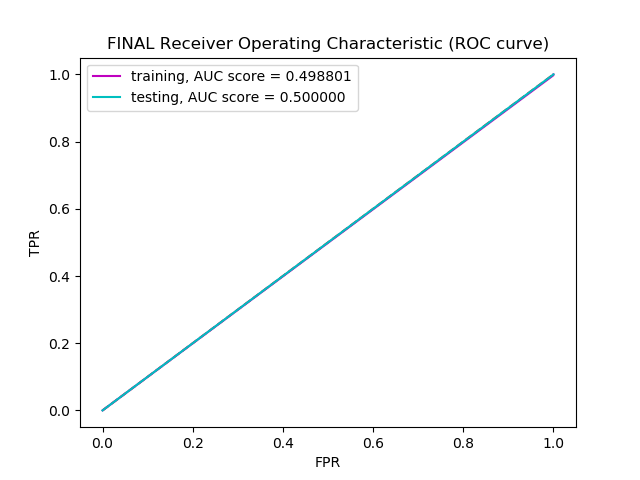 FINAL Receiver Operating Characteristic (ROC curve)
training, AUC score = 0.498801
testing, AUC score = 0.500000
1.0
0.8
0.6
0.4
0.2
0.0
TPR
0.0 0.2 0.4 0.6 0.8 1.0
FPR